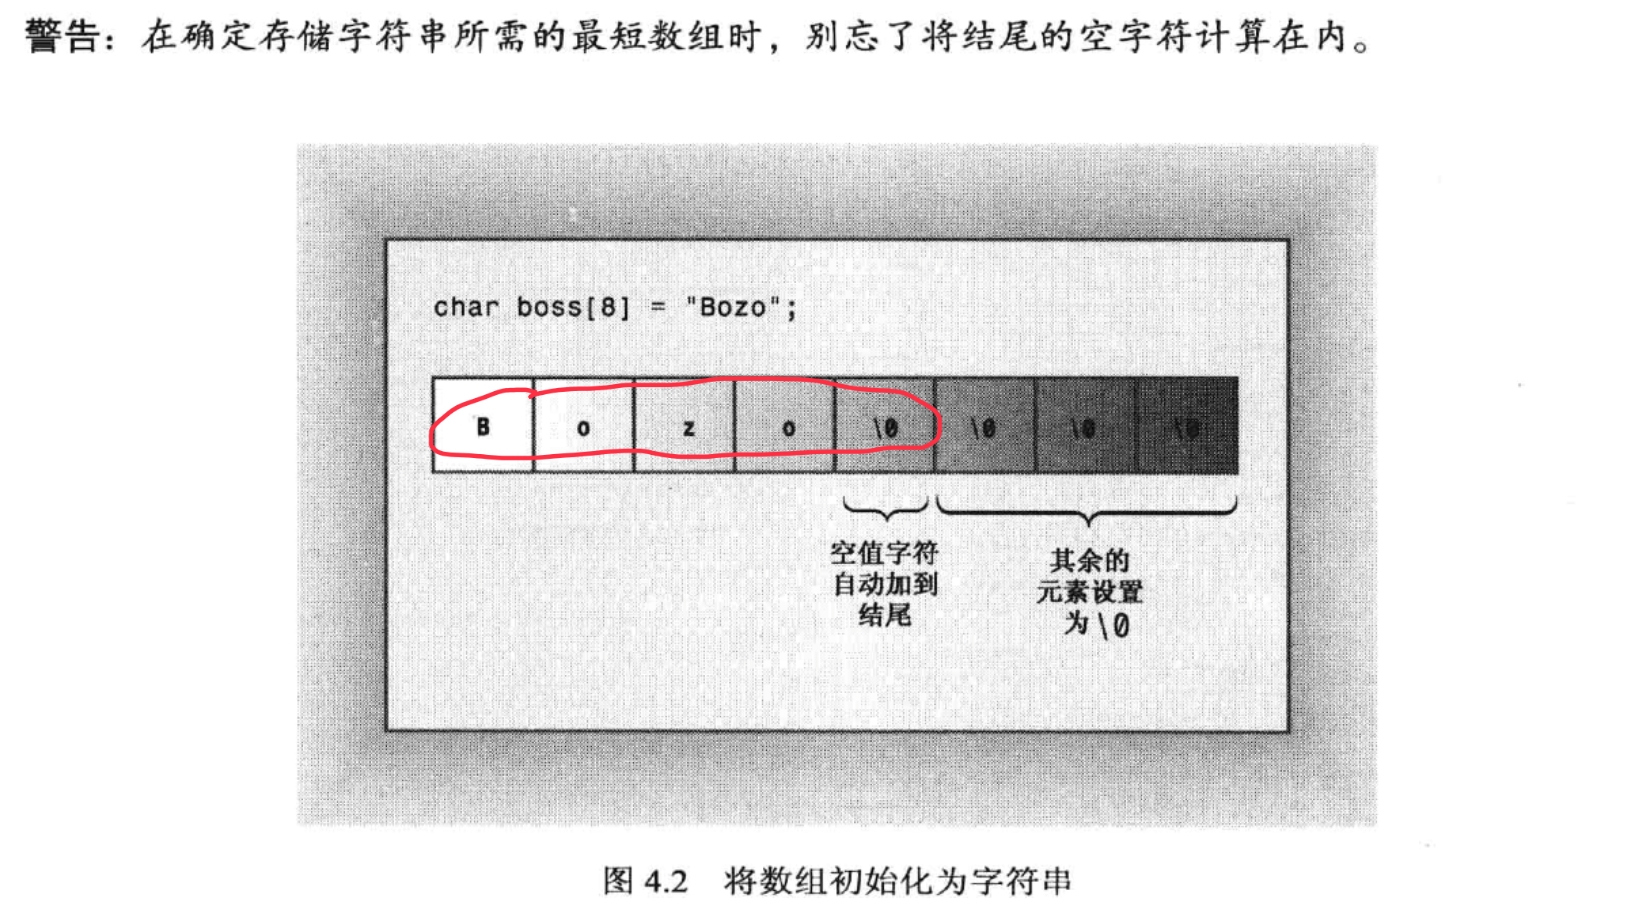 警告：在确定存储字符串所需的最短数组时，别忘了将结尾的空字符计算在内。
char boss[8] = "Bozo";
B o z o \0 \0 \0 \0
空值字符
自动加到
结尾
其余的
元素设置
为\0
图 4.2 将数组初始化为字符串